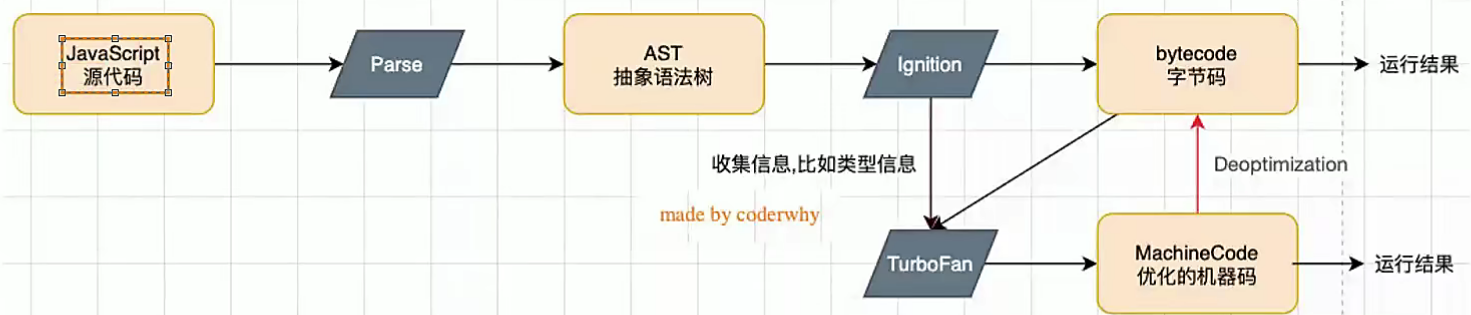 JavaScript
源代码
Parse
AST
抽象语法树
Ignition
bytecode
字节码
运行结果
收集信息,比如类型信息
Deoptimization
made by coderwhy
TurboFan
MachineCode
优化的机器码
运行结果